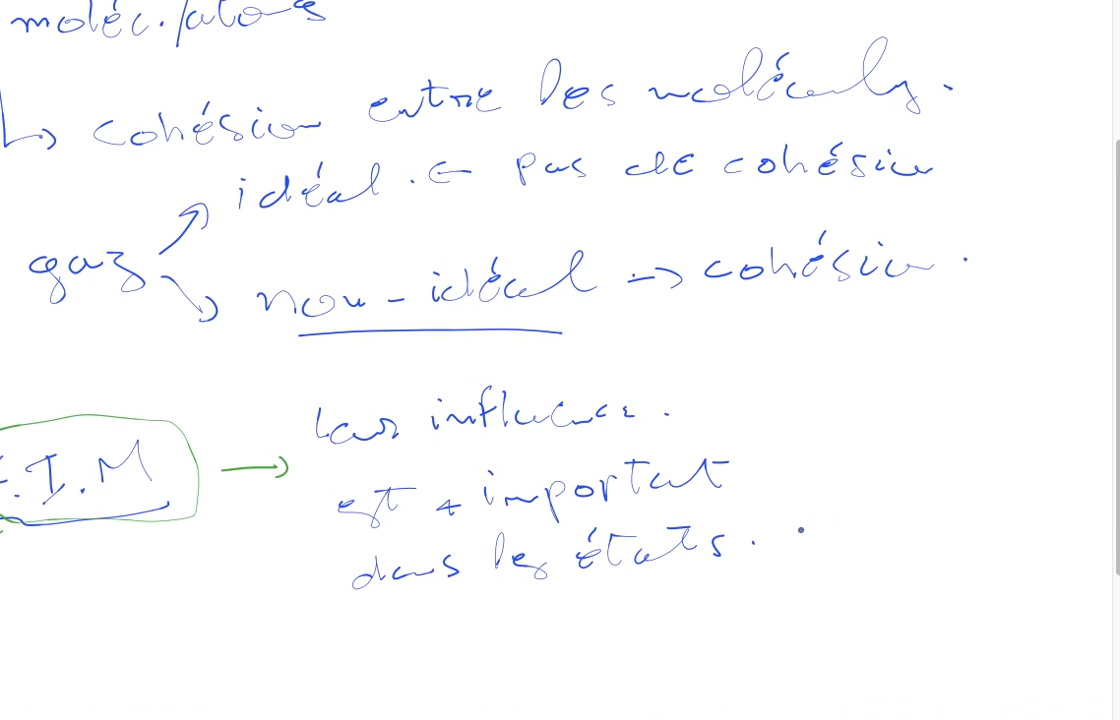 moléc./atomes
↳ cohésion entre les molécules.
idéal. ← pas de cohésion
gaz
non-idéal → cohésion.
Leur influence.
F.I.M →
est + important
dans les états.